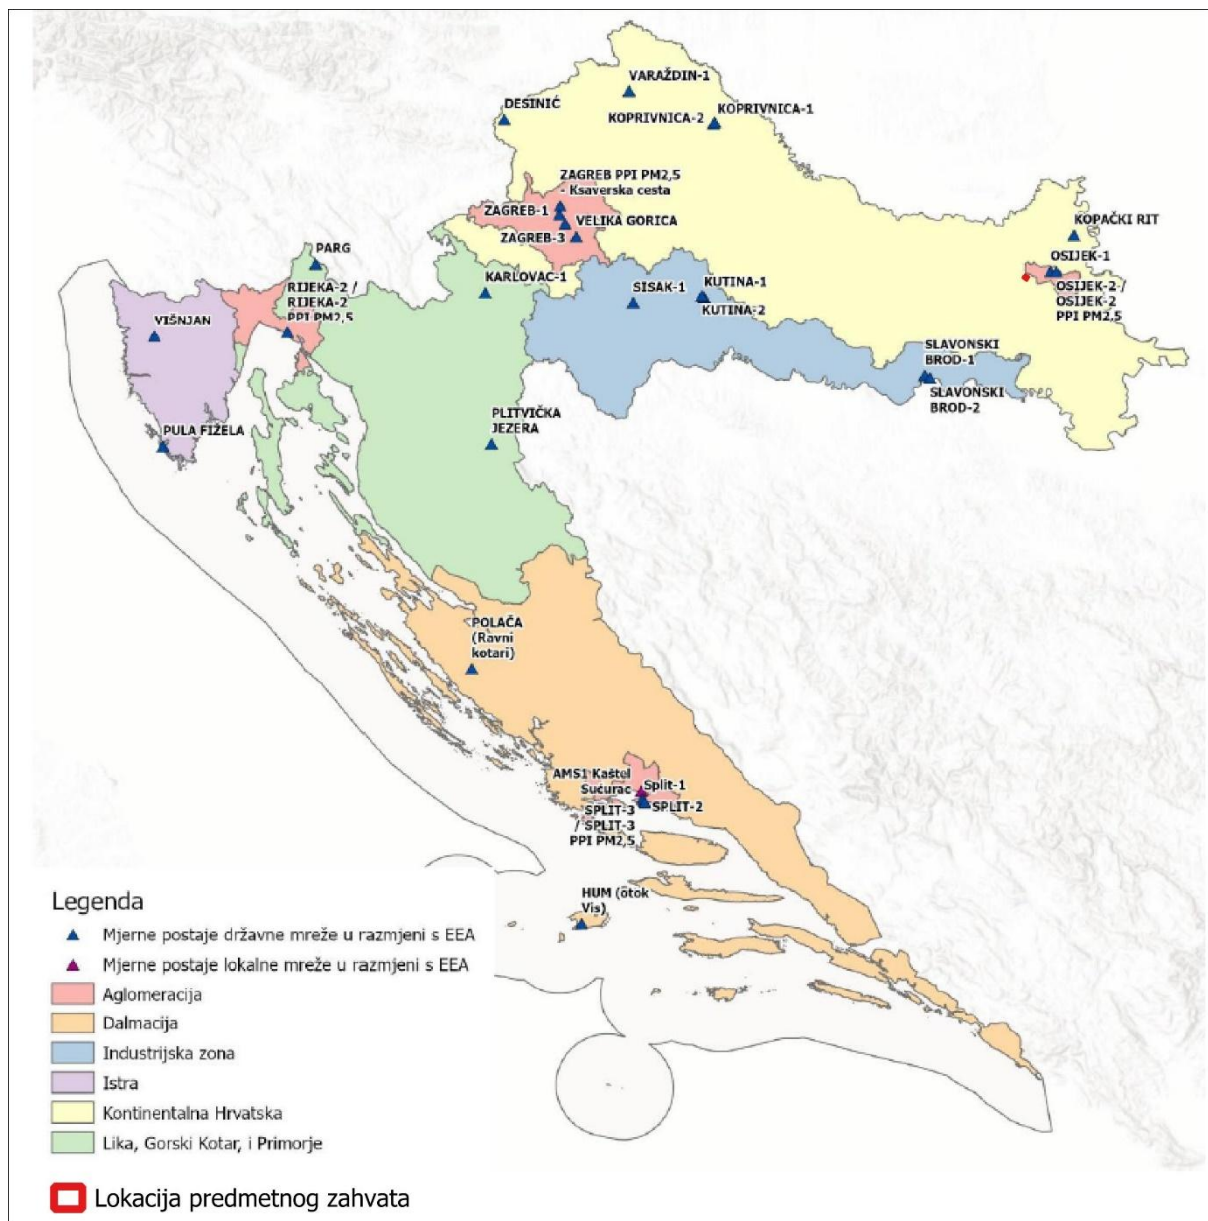 VARAŽDIN-1
DESINIĆ
KOPRIVNICA-2
KOPRIVNICA-1
ZAGREB PPI PM2,5
- Ksaverska cesta
ZAGREB-1
VELIKA GORICA
ZAGREB-3
KOPAČKI RIT
OSIJEK-1
OSIJEK-2 /
OSIJEK-2
PPI PM2,5
PARG
KARLOVAC-1
RIJEKA-2 /
RIJEKA-2
PPI PM2,5
SISAK-1
KUTINA-1
KUTINA-2
VIŠNJAN
SLAVONSKI
BROD-1
SLAVONSKI
BROD-2
PULA FIŽELA
PLITVIČKA
JEZERA
POLAČA
(Ravni
kotari)
AMS1 Kaštel
Sućurac
Split-1
SPLIT-2
SPLIT-3
/ SPLIT-3
PPI PM2,5
HUM (otok
Vis)
Legenda
Mjerne postaje državne mreže u razmjeni s EEA
Mjerne postaje lokalne mreže u razmjeni s EEA
Aglomeracija
Dalmacija
Industrijska zona
Istra
Kontinentalna Hrvatska
Lika, Gorski Kotar, i Primorje
Lokacija predmetnog zahvata